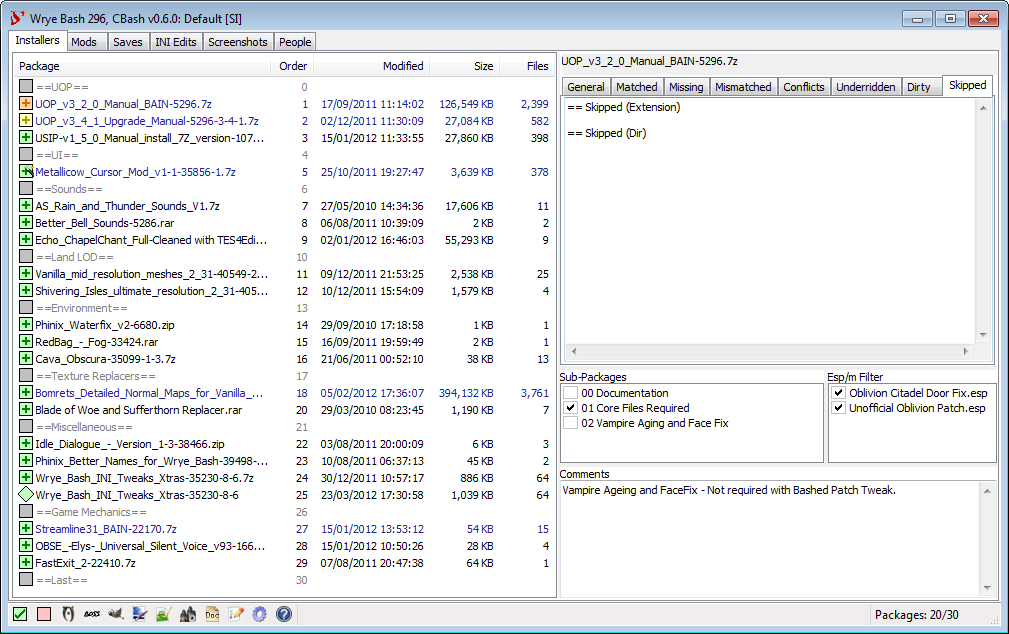 Wrye Bash 296, CBash v0.6.0: Default [SI]
Installers Mods Saves INI Edits Screenshots People
Package Order Modified Size Files
==UOP== 0
UOP_v3_2_0_Manual_BAIN-5296.7z 1 17/09/2011 11:14:02 126,549 KB 2,399
UOP_v3_4_1_Upgrade_Manual-5296-3-4-1.7z 2 02/12/2011 11:30:09 27,084 KB 582
USIP-v1_5_0_Manual_install_7Z_version-107... 3 15/01/2012 11:33:55 27,860 KB 398
==UI== 4
Metallicow_Cursor_Mod_v1-1-35856-1.7z 5 25/10/2011 19:27:47 3,639 KB 378
==Sounds== 6
AS_Rain_and_Thunder_Sounds_V1.7z 7 27/05/2010 14:34:36 17,606 KB 11
Better_Bell_Sounds-5286.rar 8 06/08/2011 10:39:09 2 KB 2
Echo_ChapelChant_Full-Cleaned with TES4Edi... 9 02/01/2012 16:46:03 55,293 KB 9
==Land LOD== 10
Vanilla_mid_resolution_meshes_2_31-40549-2... 11 09/12/2011 21:53:25 2,538 KB 25
Shivering_Isles_ultimate_resolution_2_31-405... 12 10/12/2011 15:54:09 1,579 KB 4
==Environment== 13
Phinix_Waterfix_v2-6680.zip 14 29/09/2010 17:18:58 1 KB 1
RedBag_-_Fog-33424.rar 15 16/09/2011 19:59:49 2 KB 1
Cava_Obscura-35099-1-3.7z 16 21/06/2011 00:52:10 38 KB 13
==Texture Replacers== 17
Bomrets_Detailed_Normal_Maps_for_Vanilla_... 18 05/02/2012 17:36:07 394,132 KB 3,761
Blade of Woe and Sufferthorn Replacer.rar 20 29/03/2010 08:23:45 1,190 KB 7
==Miscellaneous== 21
Idle_Dialogue_-_Version_1-3-38466.zip 22 03/08/2011 20:00:09 6 KB 3
Phinix_Better_Names_for_Wrye_Bash-39498-... 23 10/08/2011 06:37:13 45 KB 2
Wrye_Bash_INI_Tweaks_Xtras-35230-8-6.7z 24 30/12/2011 10:57:17 886 KB 64
Wrye_Bash_INI_Tweaks_Xtras-35230-8-6 25 23/03/2012 17:30:58 1,039 KB 64
==Game Mechanics== 26
Streamline31_BAIN-22170.7z 27 15/01/2012 13:53:12 54 KB 15
OBSE_-Elys-_Universal_Silent_Voice_v93-166... 28 15/01/2012 10:50:26 28 KB 4
FastExit_2-22410.7z 29 07/08/2011 20:47:38 64 KB 1
==Last== 30
UOP_v3_2_0_Manual_BAIN-5296.7z
General Matched Missing Mismatched Conflicts Underridden Dirty Skipped
== Skipped (Extension)
== Skipped (Dir)
Sub-Packages
00 Documentation
01 Core Files Required
02 Vampire Aging and Face Fix
Esp/m Filter
Oblivion Citadel Door Fix.esp
Unofficial Oblivion Patch.esp
Comments
Vampire Ageing and FaceFix - Not required with Bashed Patch Tweak.
BOSS
Doc
Packages: 20/30